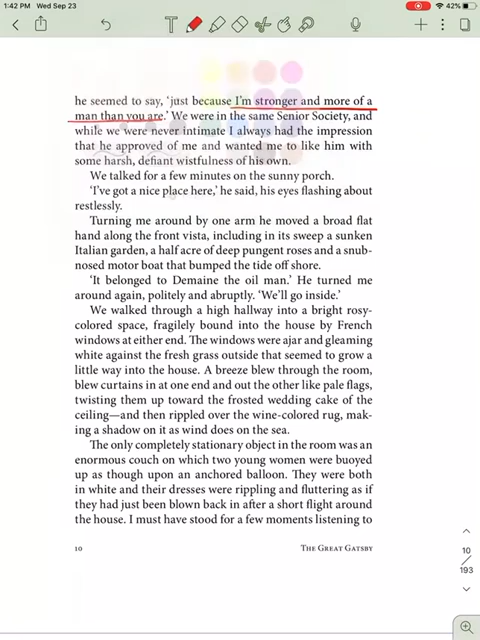 1:42 PM Wed Sep 23
42%
he seemed to say, ‘just because I’m stronger and more of a
man than you are.’ We were in the same Senior Society, and
while we were never intimate I always had the impression
that he approved of me and wanted me to like him with
some harsh, defiant wistfulness of his own.
We talked for a few minutes on the sunny porch.
‘I’ve got a nice place here,’ he said, his eyes flashing about
restlessly.
Turning me around by one arm he moved a broad flat
hand along the front vista, including in its sweep a sunken
Italian garden, a half acre of deep pungent roses and a snub-
nosed motor boat that bumped the tide off shore.
‘It belonged to Demaine the oil man.’ He turned me
around again, politely and abruptly. ‘We’ll go inside.’
We walked through a high hallway into a bright rosy-
colored space, fragilely bound into the house by French
windows at either end. The windows were ajar and gleaming
white against the fresh grass outside that seemed to grow a
little way into the house. A breeze blew through the room,
blew curtains in at one end and out the other like pale flags,
twisting them up toward the frosted wedding cake of the
ceiling—and then rippled over the wine-colored rug, mak-
ing a shadow on it as wind does on the sea.
The only completely stationary object in the room was an
enormous couch on which two young women were buoyed
up as though upon an anchored balloon. They were both
in white and their dresses were rippling and fluttering as if
they had just been blown back in after a short flight around
the house. I must have stood for a few moments listening to
10
The Great Gatsby
10
193